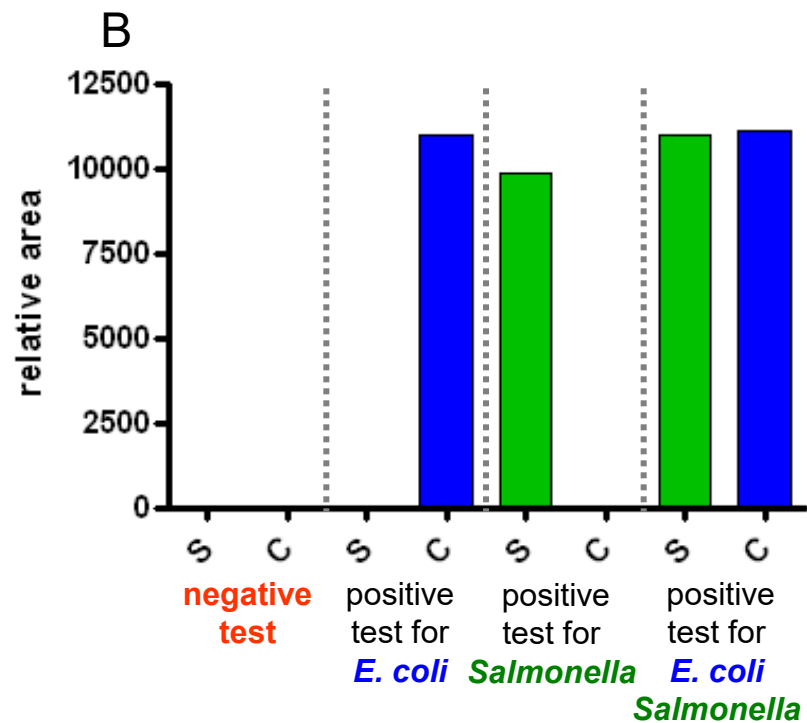 B
12500
10000
7500
5000
2500
0
relative area
S C S C S C S C
negative test
positive test for E. coli
positive test for Salmonella
positive test for E. coli Salmonella